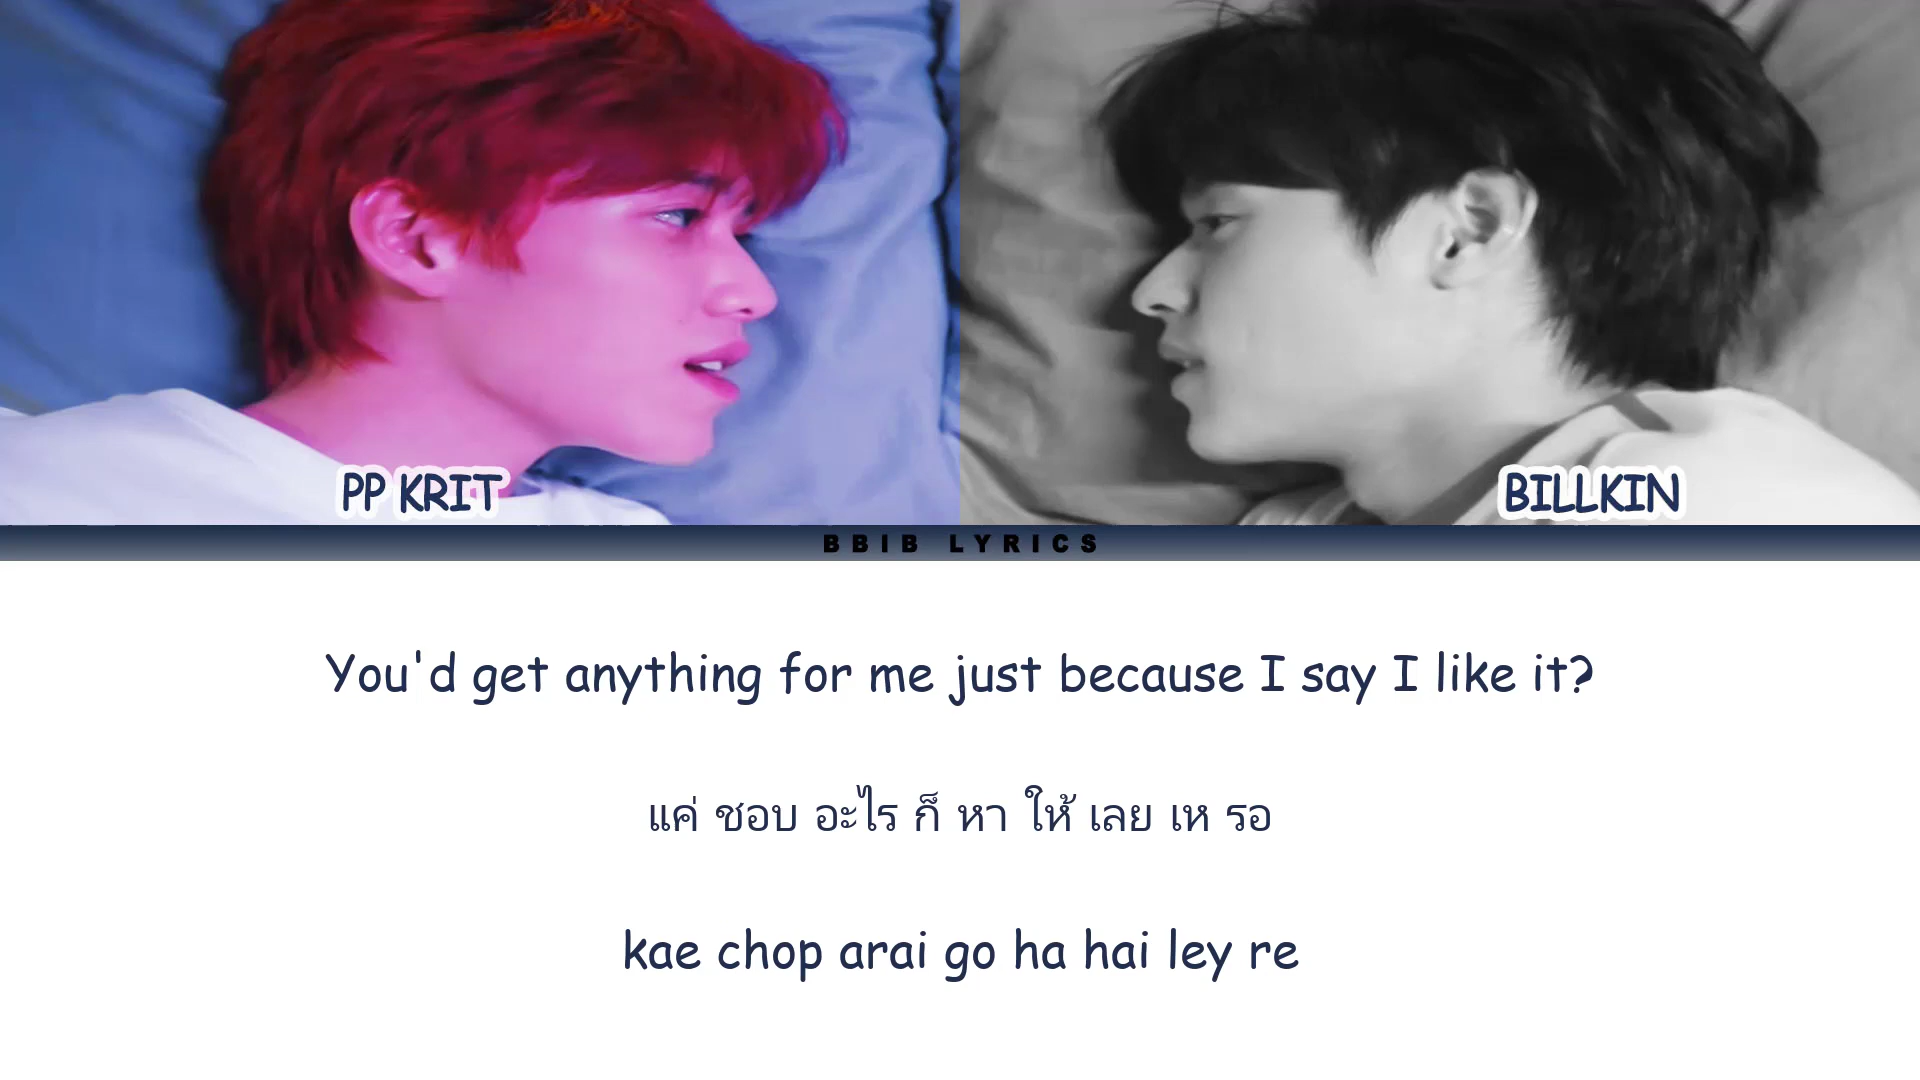 PP KRIT
BILLKIN
BBIB LYRICS
You'd get anything for me just because I say I like it?
แค่ ชอบ อะไร ก็ หา ให้ เลย เห รอ
kae chop arai go ha hai ley re